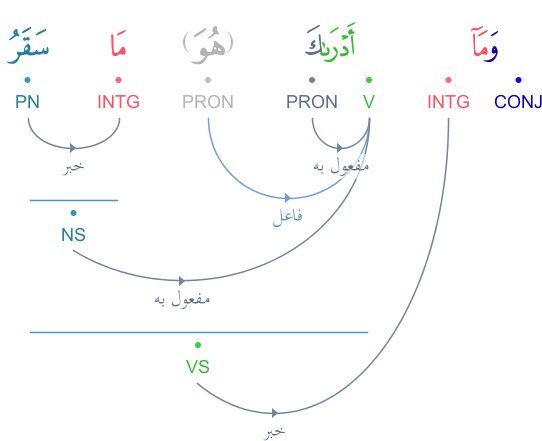 وَمَآ أَدْرَىٰكَ (هُوَ) مَا سَقَرُ
CONJ INTG V PRON PRON INTG PN
خبر
مفعول به
فاعل
NS
مفعول به
VS
خبر